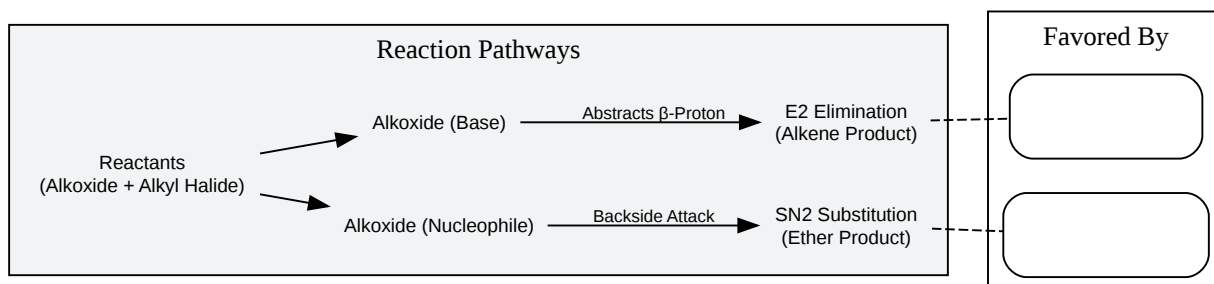 Reaction Pathways
Favored By
Alkoxide (Base)
Abstracts β-Proton
E2 Elimination
(Alkene Product)
Reactants
(Alkoxide + Alkyl Halide)
Alkoxide (Nucleophile)
Backside Attack
SN2 Substitution
(Ether Product)